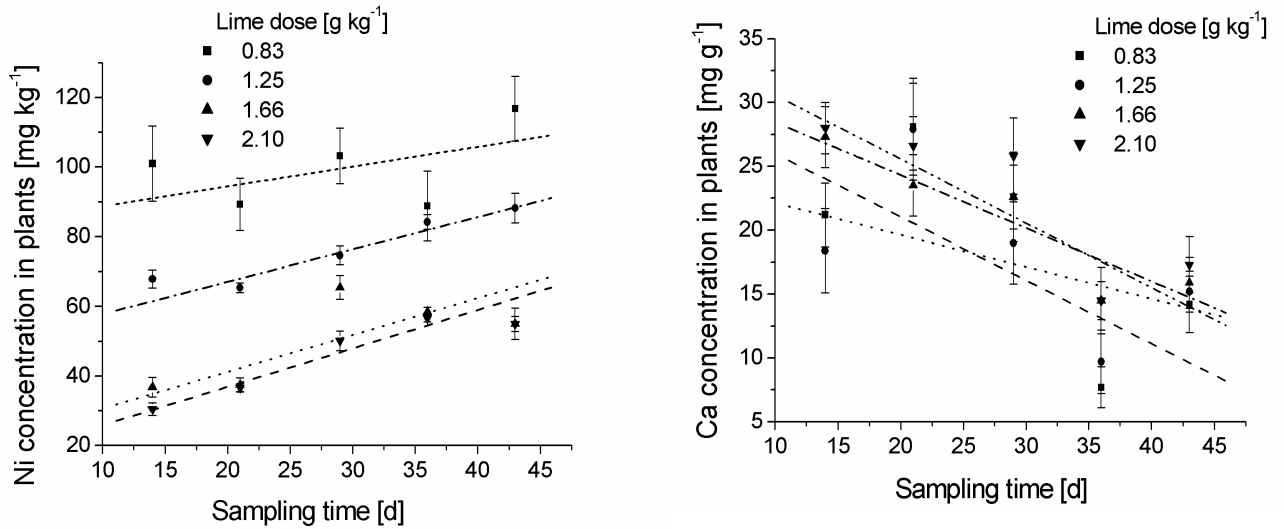 Lime dose [g kg⁻¹]
0.83
1.25
1.66
2.10
Ni concentration in plants [mg kg⁻¹]
120
100
80
60
40
20
10 15 20 25 30 35 40 45
Sampling time [d]
Lime dose [g kg⁻¹]
0.83
1.25
1.66
2.10
Ca concentration in plants [mg g⁻¹]
35
30
25
20
15
10
5
10 15 20 25 30 35 40 45
Sampling time [d]